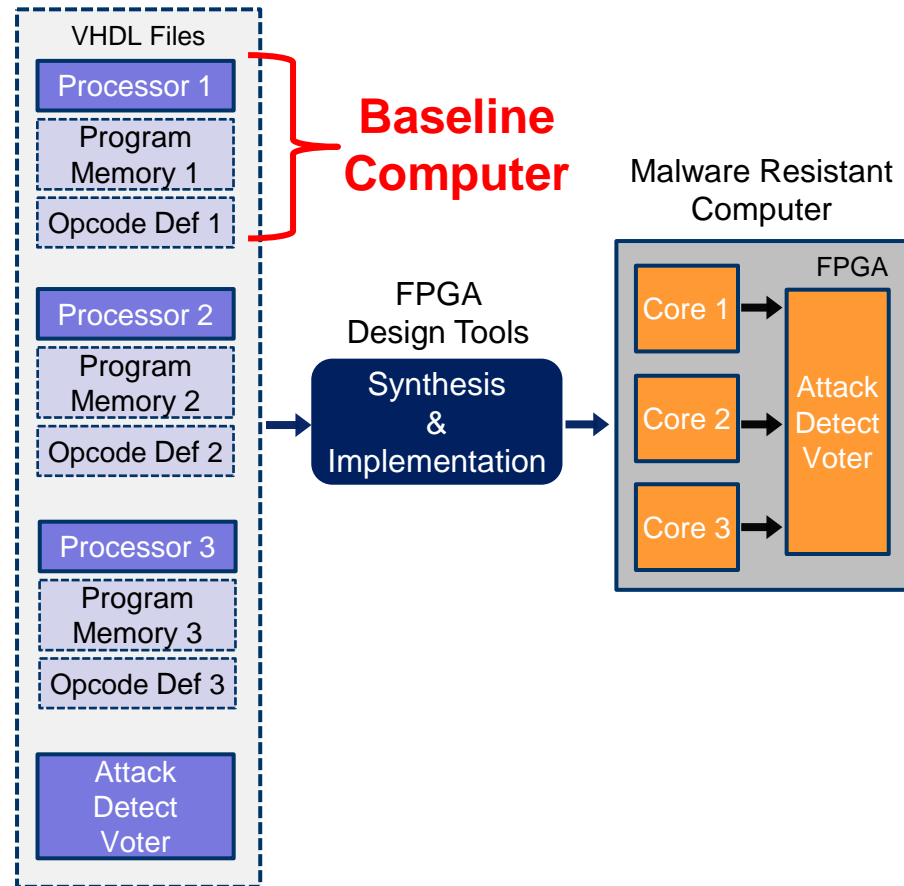 VHDL Files
Processor 1
Program
Memory 1
Opcode Def 1
Baseline
Computer
Processor 2
Program
Memory 2
Opcode Def 2
Processor 3
Program
Memory 3
Opcode Def 3
Attack
Detect
Voter
FPGA
Design Tools
Synthesis
&
Implementation
Malware Resistant
Computer
FPGA
Core 1
Core 2
Core 3
Attack
Detect
Voter